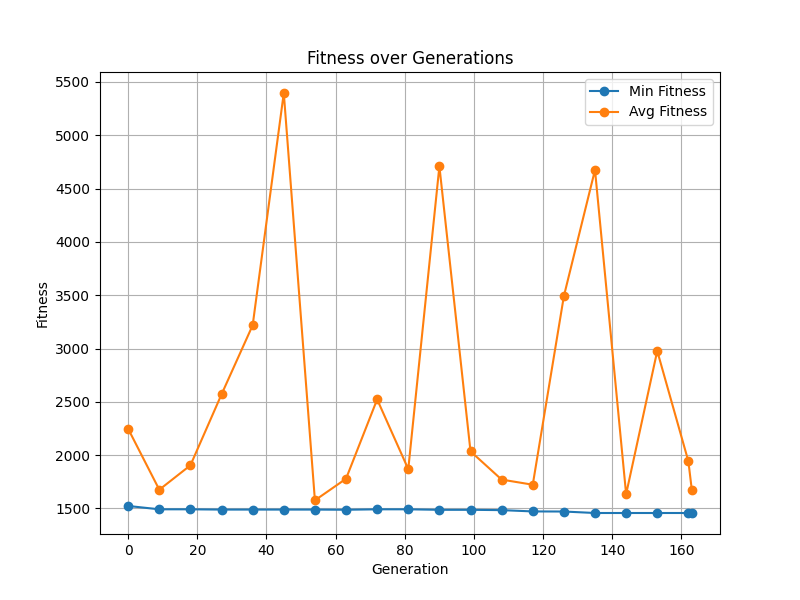 Fitness over Generations
Min Fitness
Avg Fitness
5500
5000
4500
4000
3500
3000
2500
2000
1500
Fitness
0 20 40 60 80 100 120 140 160
Generation